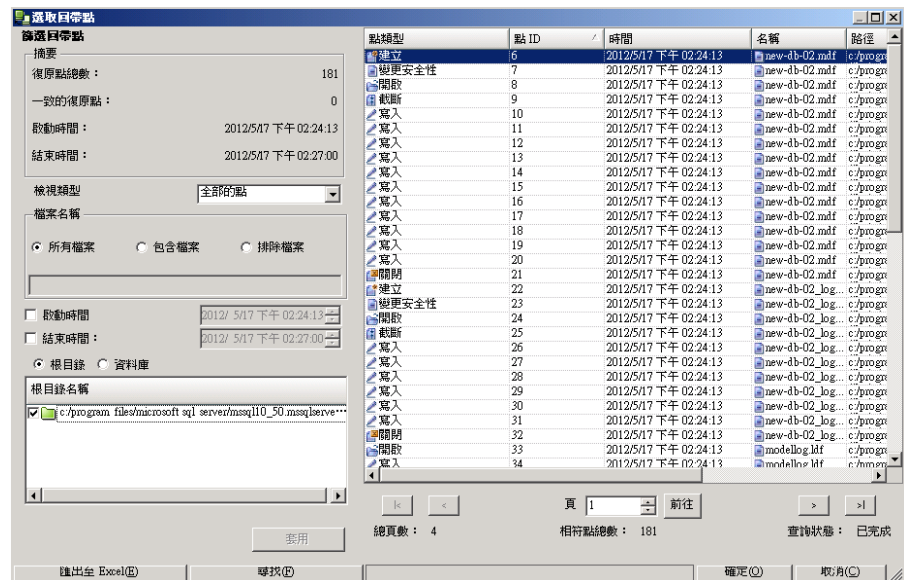 選取回帶點
篩選回帶點
摘要
復原點總數： 181
一致的復原點： 0
啟動時間： 2012/5/17 下午 02:24:13
結束時間： 2012/5/17 下午 02:27:00
檢視類型 全部的點
檔案名稱
所有檔案 包含檔案 排除檔案
啟動時間 2012/ 5/17 下午 02:24:13
結束時間： 2012/ 5/17 下午 02:27:00
根目錄 資料庫
根目錄名稱
c:/program files/microsoft sql server/mssql10_50.mssqlserve...
套用
點類型 點 ID 時間 名稱 路徑
建立 6 2012/5/17 下午 02:24:13 new-db-02.mdf c:/progra
變更安全性 7 2012/5/17 下午 02:24:13 new-db-02.mdf c:/progra
開啟 8 2012/5/17 下午 02:24:13 new-db-02.mdf c:/progra
截斷 9 2012/5/17 下午 02:24:13 new-db-02.mdf c:/progra
寫入 10 2012/5/17 下午 02:24:13 new-db-02.mdf c:/progra
寫入 11 2012/5/17 下午 02:24:13 new-db-02.mdf c:/progra
寫入 12 2012/5/17 下午 02:24:13 new-db-02.mdf c:/progra
寫入 13 2012/5/17 下午 02:24:13 new-db-02.mdf c:/progra
寫入 14 2012/5/17 下午 02:24:13 new-db-02.mdf c:/progra
寫入 15 2012/5/17 下午 02:24:13 new-db-02.mdf c:/progra
寫入 16 2012/5/17 下午 02:24:13 new-db-02.mdf c:/progra
寫入 17 2012/5/17 下午 02:24:13 new-db-02.mdf c:/progra
寫入 18 2012/5/17 下午 02:24:13 new-db-02.mdf c:/progra
寫入 19 2012/5/17 下午 02:24:13 new-db-02.mdf c:/progra
寫入 20 2012/5/17 下午 02:24:13 new-db-02.mdf c:/progra
關閉 21 2012/5/17 下午 02:24:13 new-db-02.mdf c:/progra
建立 22 2012/5/17 下午 02:24:13 new-db-02_log... c:/progra
變更安全性 23 2012/5/17 下午 02:24:13 new-db-02_log... c:/progra
開啟 24 2012/5/17 下午 02:24:13 new-db-02_log... c:/progra
截斷 25 2012/5/17 下午 02:24:13 new-db-02_log... c:/progra
寫入 26 2012/5/17 下午 02:24:13 new-db-02_log... c:/progra
寫入 27 2012/5/17 下午 02:24:13 new-db-02_log... c:/progra
寫入 28 2012/5/17 下午 02:24:13 new-db-02_log... c:/progra
寫入 29 2012/5/17 下午 02:24:13 new-db-02_log... c:/progra
寫入 30 2012/5/17 下午 02:24:13 new-db-02_log... c:/progra
寫入 31 2012/5/17 下午 02:24:13 new-db-02_log... c:/progra
關閉 32 2012/5/17 下午 02:24:13 new-db-02_log... c:/progra
開啟 33 2012/5/17 下午 02:24:13 modellog.ldf c:/progra
寫入 34 2012/5/17 下午 02:24:13 modellog.ldf c:/progra
|< < 頁 1 前往 > >|
總頁數： 4 相符點總數： 181 查詢狀態： 已完成
匯出至 Excel(E) 尋找(F) 確定(O) 取消(C)